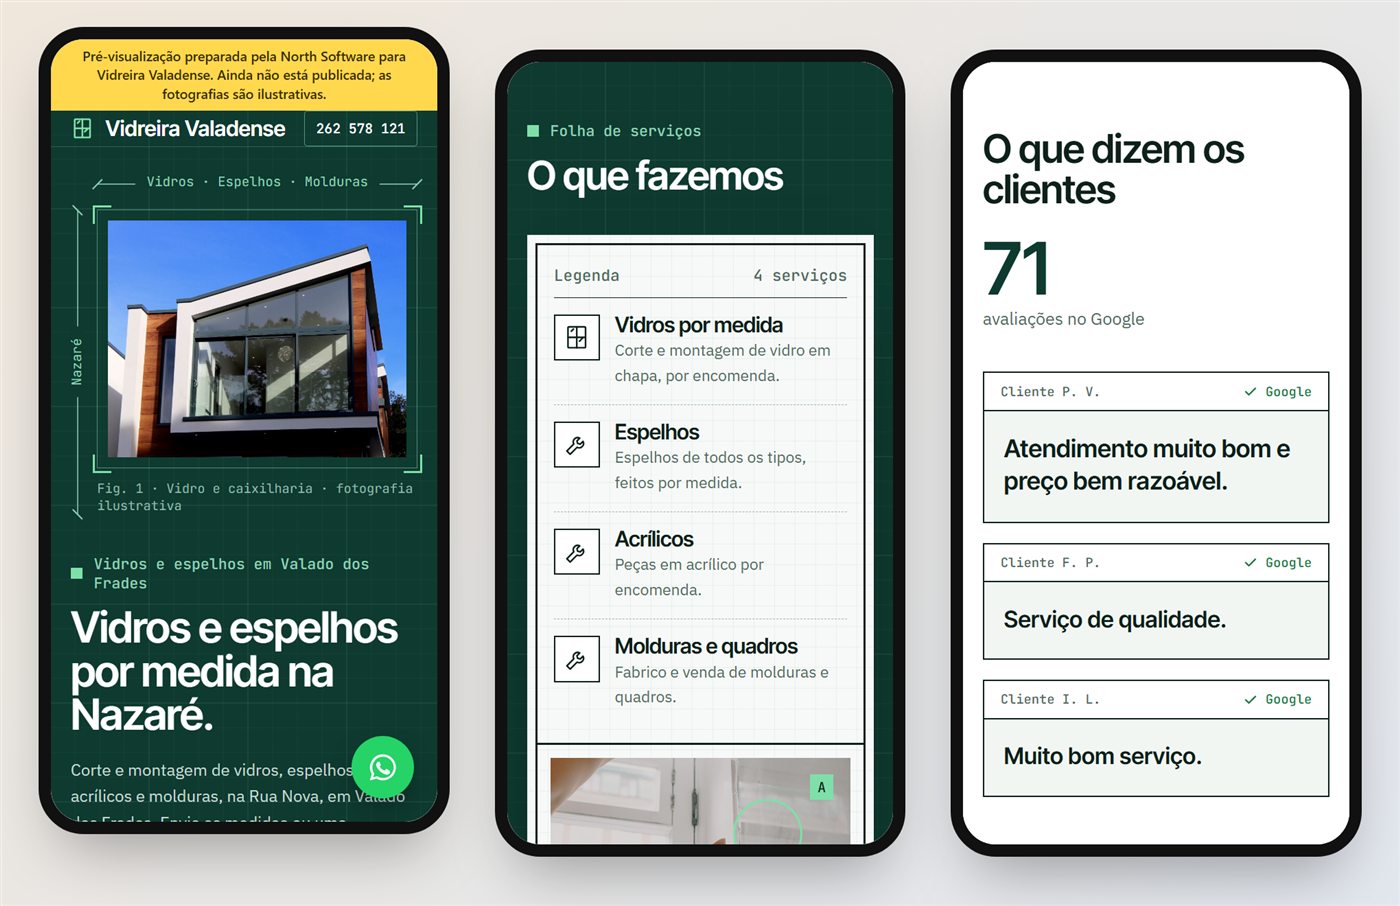 Pré-visualização preparada pela North Software para
Vidreira Valadense. Ainda não está publicada; as
fotografias são ilustrativas.
Vidreira Valadense
262 578 121
Vidros · Espelhos · Molduras
Nazaré
Fig. 1 · Vidro e caixilharia · fotografia
ilustrativa
Vidros e espelhos em Valado dos
Frades
Vidros e espelhos
por medida na
Nazaré.
Corte e montagem de vidros, espelhos
acrílicos e molduras, na Rua Nova, em Valado
Folha de serviços
O que fazemos
Legenda
4 serviços
Vidros por medida
Corte e montagem de vidro em
chapa, por encomenda.
Espelhos
Espelhos de todos os tipos,
feitos por medida.
Acrílicos
Peças em acrílico por
encomenda.
Molduras e quadros
Fabrico e venda de molduras e
quadros.
A
O que dizem os
clientes
71
avaliações no Google
Cliente P. V.
Google
Atendimento muito bom e
preço bem razoável.
Cliente F. P.
Google
Serviço de qualidade.
Cliente I. L.
Google
Muito bom serviço.